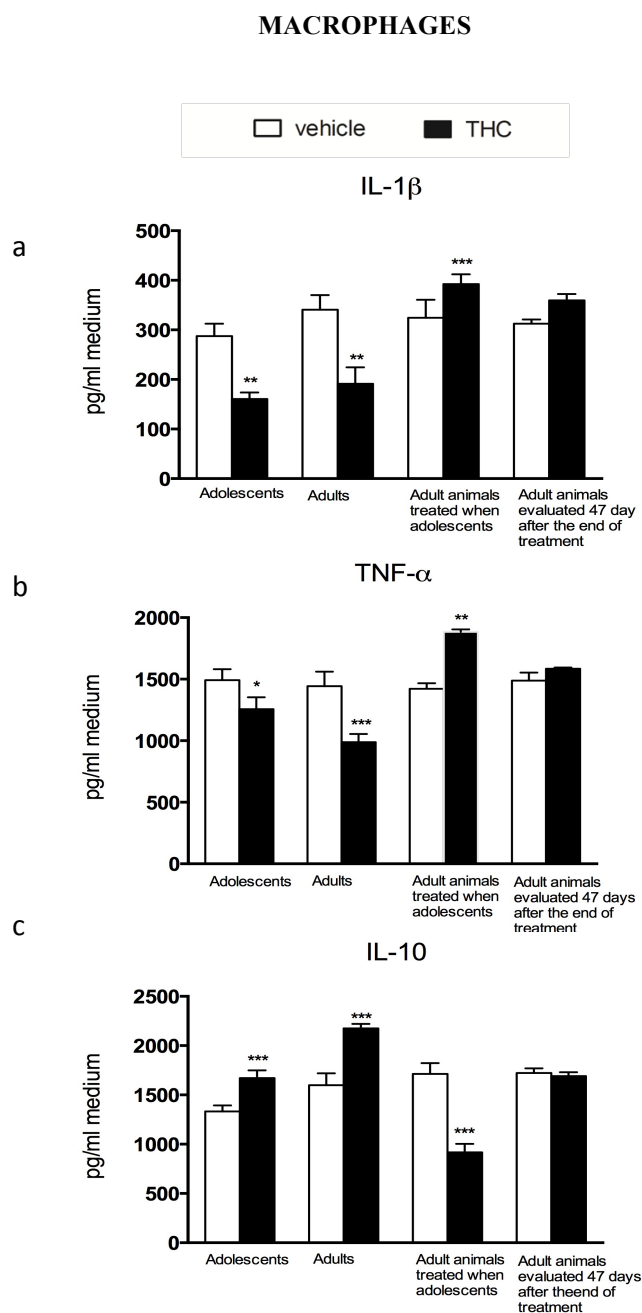 MACROPHAGES
vehicle THC
IL-1β
a
500
400
300
200
100
0
pg/ml medium
**
**
***
Adolescents
Adults
Adult animals
treated when
adolescents
Adult animals
evaluated 47 day
after the end of
treatment
TNF-α
b
2000
1500
1000
500
0
pg/ml medium
*
***
**
Adolescents
Adults
Adult animals
treated when
adolescents
Adult animals
evaluated 47 days
after the end of
treatment
c
IL-10
2500
2000
1500
1000
500
0
pg/ml medium
***
***
***
Adolescents
Adults
Adult animals
treated when
adolescents
Adult animals
evaluated 47 days
after theend of
treatment